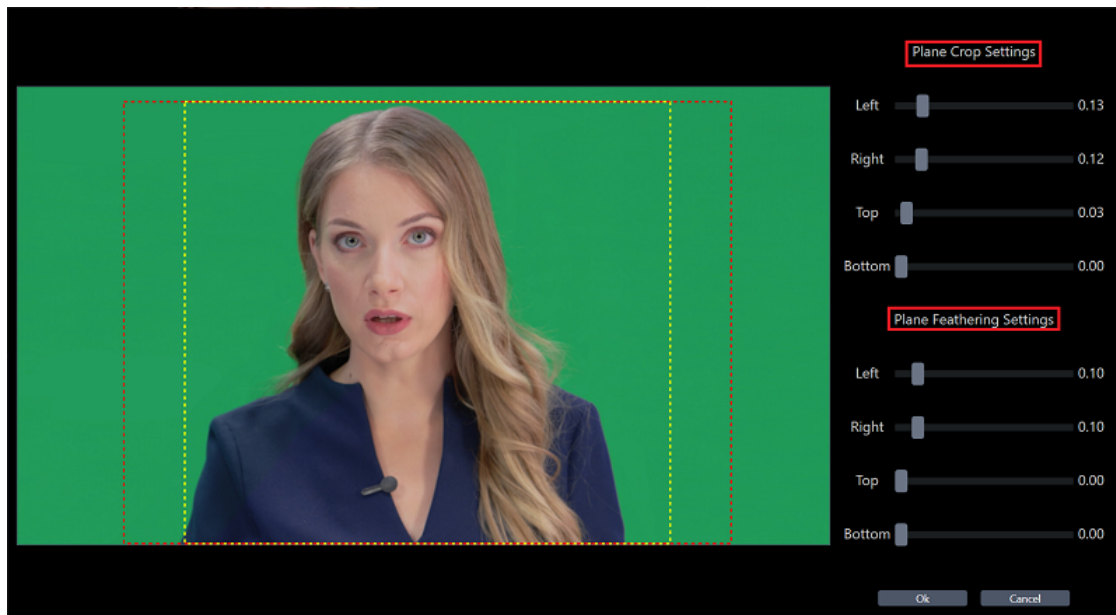 Plane Crop Settings
Left 0.13
Right 0.12
Top 0.03
Bottom 0.00
Plane Feathering Settings
Left 0.10
Right 0.10
Top 0.00
Bottom 0.00
Ok Cancel